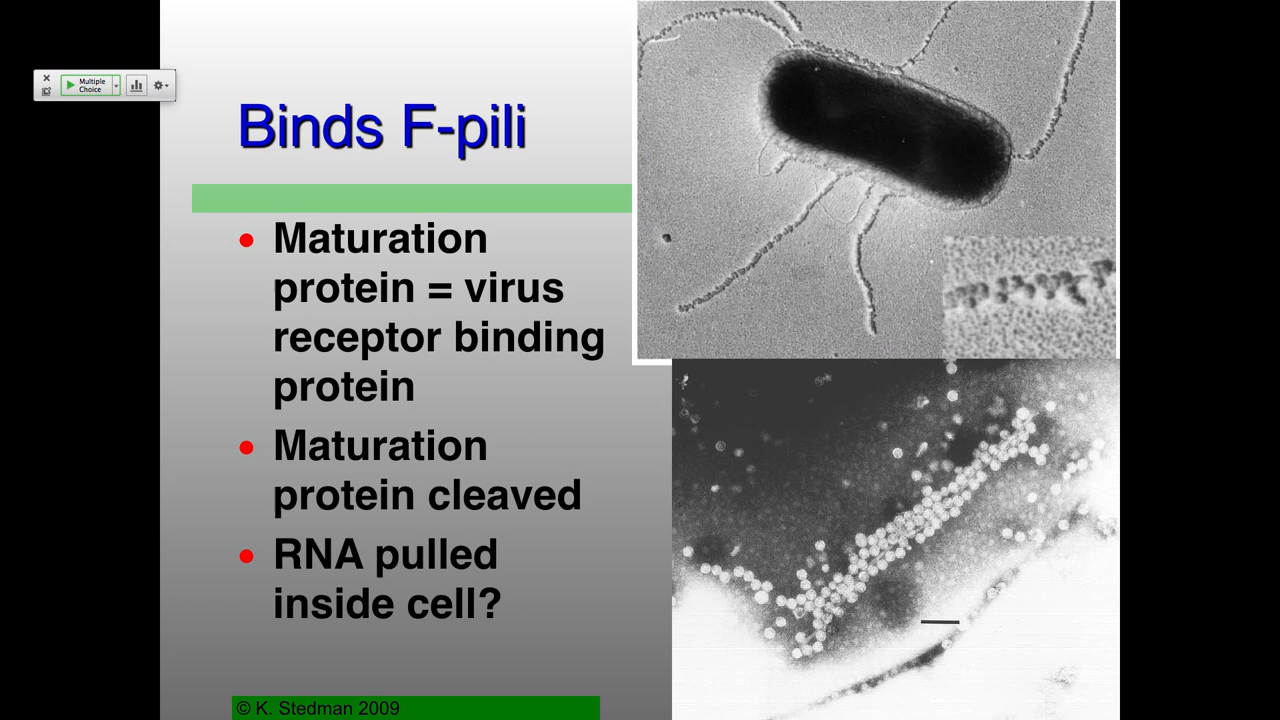 Multiple
Choice
Binds F-pili
Maturation
protein = virus
receptor binding
protein
Maturation
protein cleaved
RNA pulled
inside cell?
© K. Stedman 2009